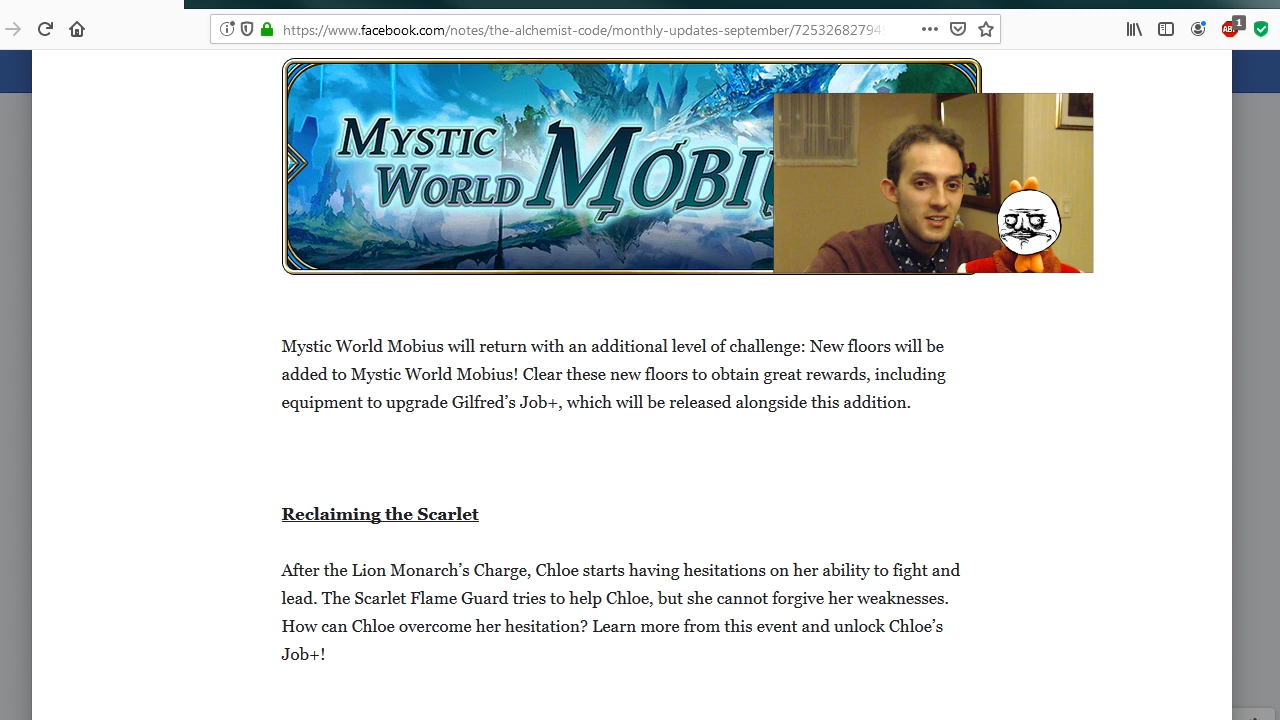 https://www.facebook.com/notes/the-alchemist-code/monthly-updates-september/72532682794
1
MYSTIC
WORLD MOBIU
Mystic World Mobius will return with an additional level of challenge: New floors will be
added to Mystic World Mobius! Clear these new floors to obtain great rewards, including
equipment to upgrade Gilfred’s Job+, which will be released alongside this addition.
Reclaiming the Scarlet
After the Lion Monarch’s Charge, Chloe starts having hesitations on her ability to fight and
lead. The Scarlet Flame Guard tries to help Chloe, but she cannot forgive her weaknesses.
How can Chloe overcome her hesitation? Learn more from this event and unlock Chloe’s
Job+!